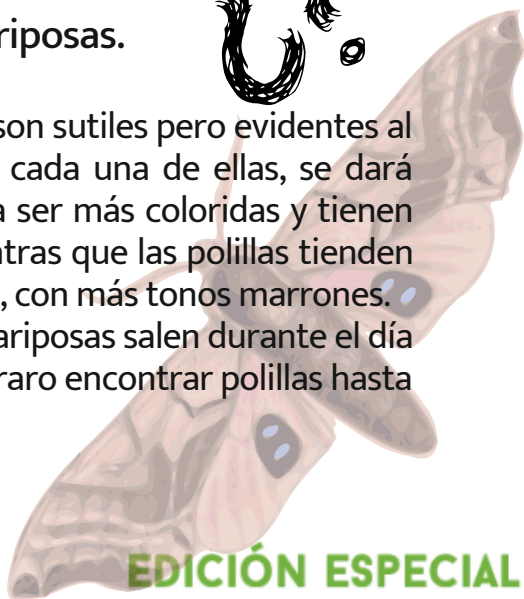 riposas.
son sutiles pero evidentes al
cada una de ellas, se dará
a ser más coloridas y tienen
ntras que las polillas tienden
, con más tonos marrones.
ariposas salen durante el día
raro encontrar polillas hasta
EDICIÓN ESPECIAL